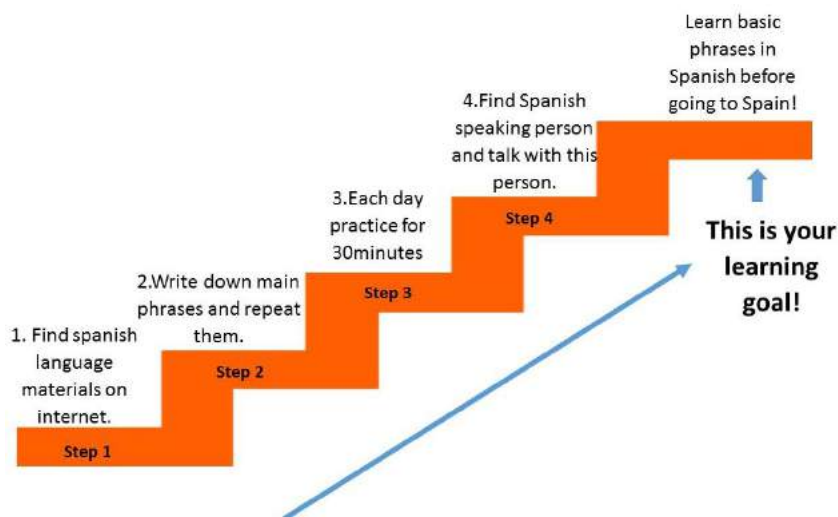 1. Find spanish
language
materials on
internet.
Step 1
2.Write down main
phrases and repeat
them.
Step 2
3.Each day
practice for
30minutes
Step 3
4.Find Spanish
speaking person
and talk with this
person.
Step 4
Learn basic
phrases in
Spanish before
going to Spain!
This is your
learning
goal!